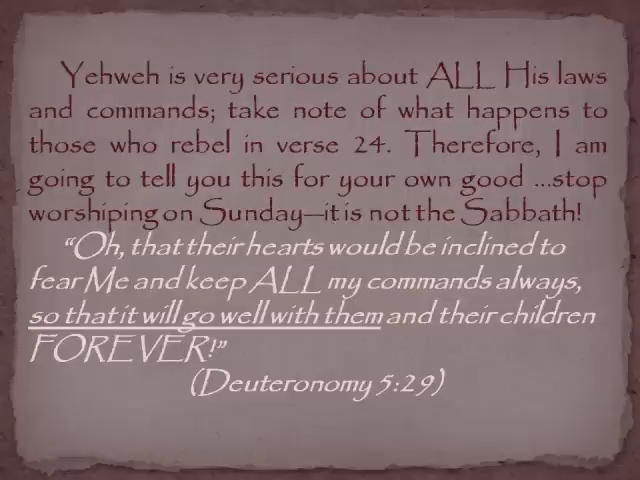 Yehweh is very serious about ALL His laws
and commands; take note of what happens to
those who rebel in verse 24. Therefore, I am
going to tell you this for your own good ...stop
worshiping on Sunday—it is not the Sabbath!
“Oh, that their hearts would be inclined to
fear Me and keep ALL my commands always,
so that it will go well with them and their children
FOREVER!”
(Deuteronomy 5:29)